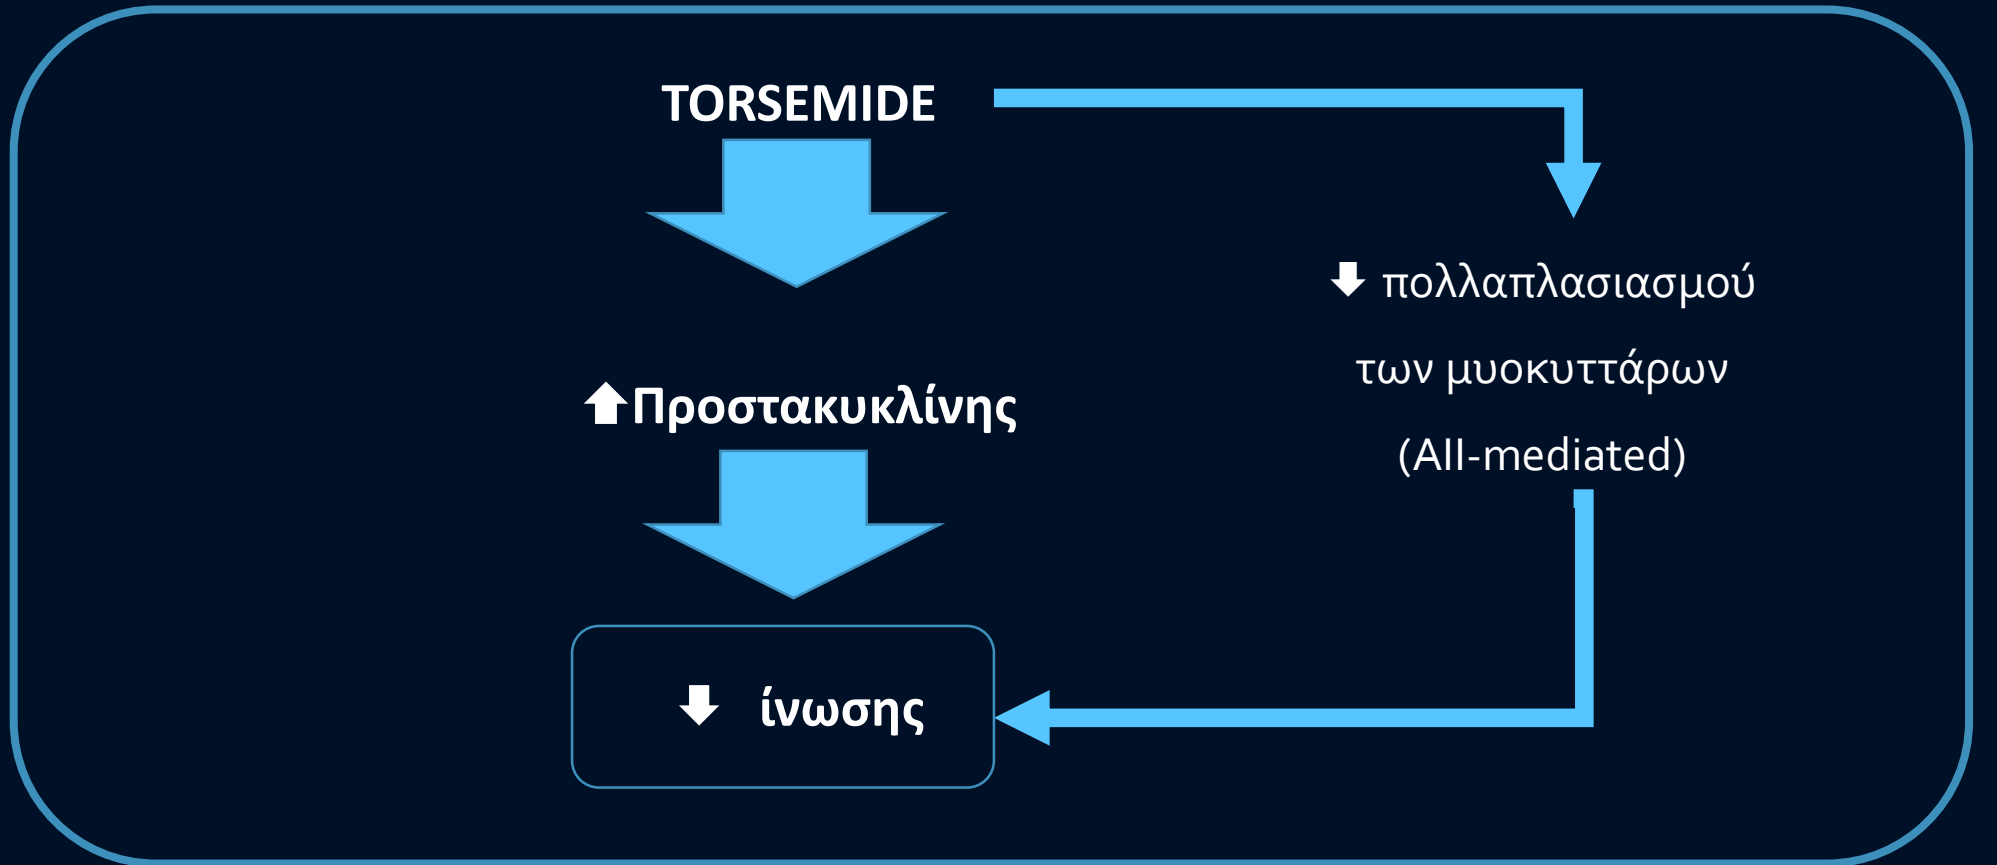 TORSEMIDE
⬆Προστακυκλίνης
⬇ ίνωσης
⬇ πολλαπλασιασμού
των μυοκυττάρων
(AII-mediated)